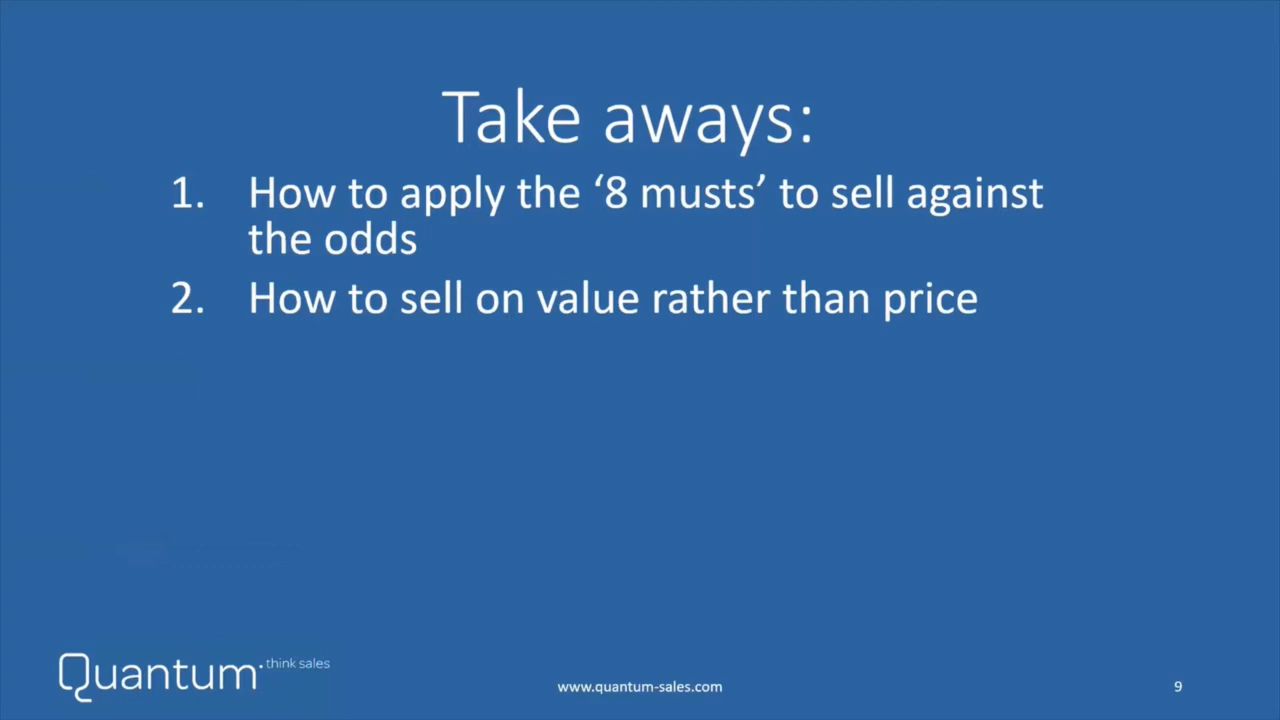 Take aways:
1. How to apply the ‘8 musts’ to sell against
the odds
2. How to sell on value rather than price
Quantum think sales
www.quantum-sales.com
9